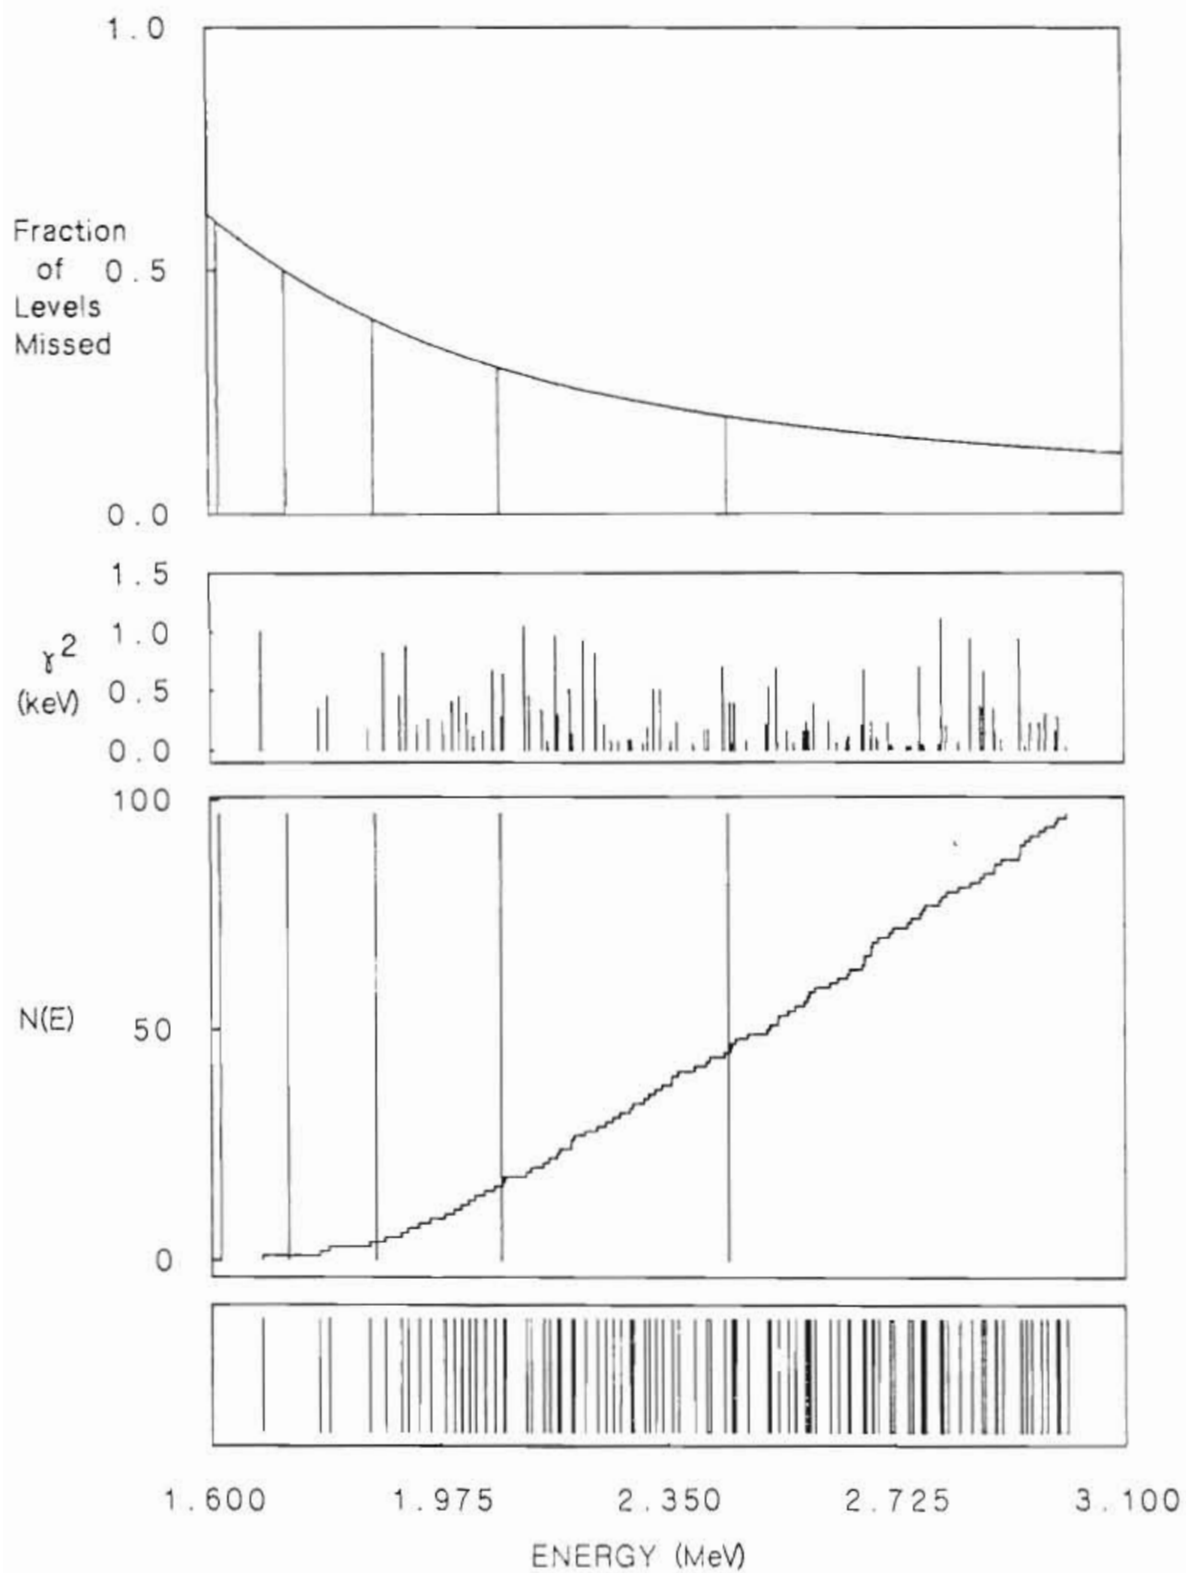 1.0
Fraction
of 0.5
Levels
Missed
0.0
1.5
γ2 1.0
(keV) 0.5
0.0
100
N(E) 50
0
1.600 1.975 2.350 2.725 3.100
ENERGY (MeV)